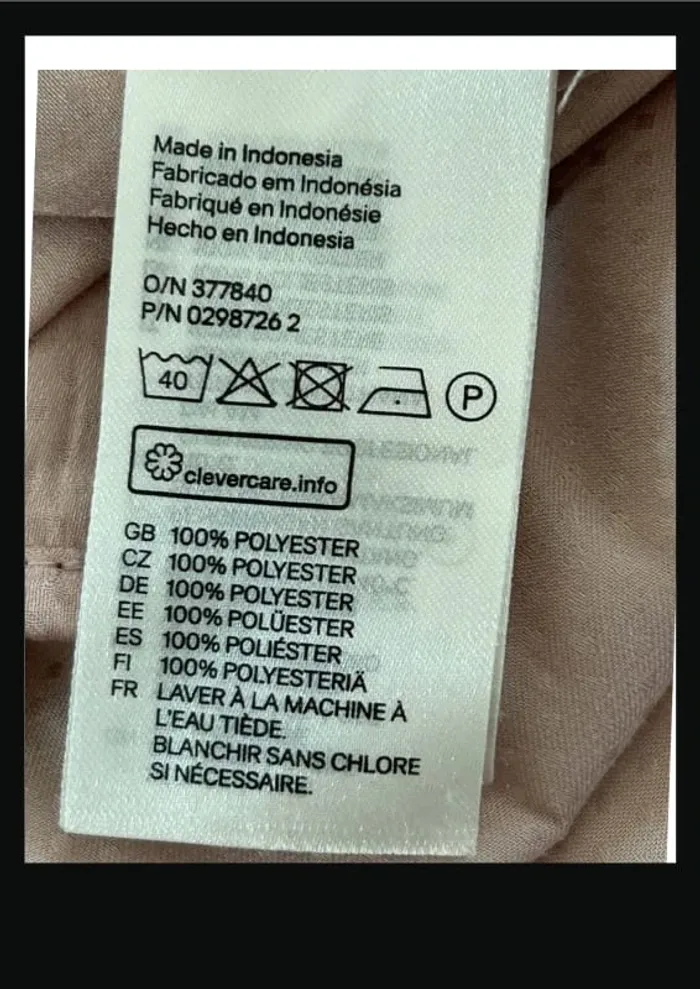 Made in Indonesia
Fabricado em Indonésia
Fabriqué en Indonésie
Hecho en Indonesia
O/N 377840
P/N 0298726 2
40 P
clevercare.info
GB 100% POLYESTER
CZ 100% POLYESTER
DE 100% POLYESTER
EE 100% POLÜESTER
ES 100% POLIÉSTER
FI 100% POLYESTERIÄ
FR LAVER À LA MACHINE À
L'EAU TIÈDE.
BLANCHIR SANS CHLORE
SI NÉCESSAIRE.